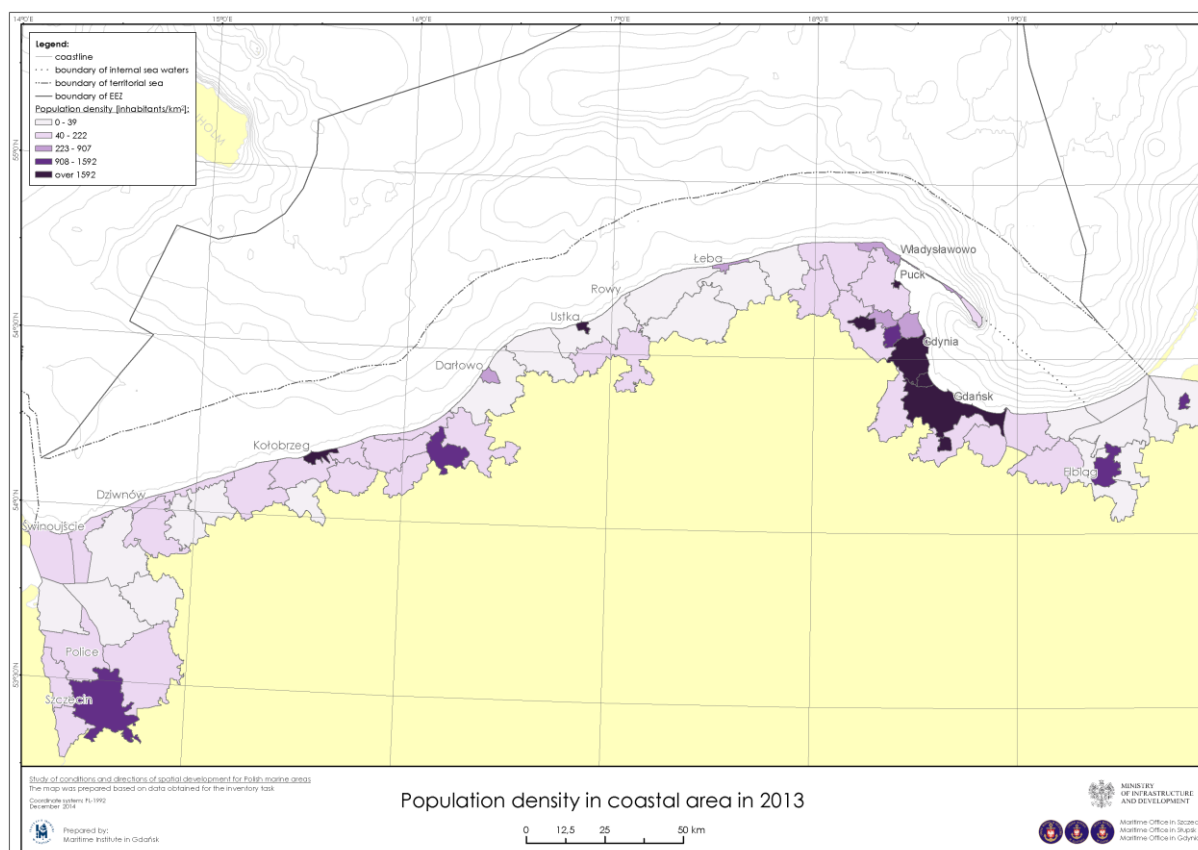 14°0'E
15°0'E
16°0'E
17°0'E
18°0'E
19°0'E
Legend:
coastline
boundary of internal sea waters
boundary of territorial sea
boundary of EEZ
Population density [inhabitants/km²]:
0 - 39
40 - 222
223 - 907
908 - 1592
over 1592
Władysławowo
Łeba
Puck
Rowy
Ustka
Gdynia
Darłowo
Gdańsk
Kołobrzeg
Elbląg
Dziwnów
Świnoujście
Police
Szczecin
Study of conditions and directions of spatial development for Polish marine areas
The map was prepared based on data obtained for the inventory task
Coordinate system: PL-1992
December 2014
Prepared by:
Maritime Institute in Gdańsk
Population density in coastal area in 2013
0 12,5 25 50 km
MINISTRY
OF INFRASTRUCTURE
AND DEVELOPMENT
Maritime Office in Szczec
Maritime Office in Słupsk
Maritime Office in Gdyni